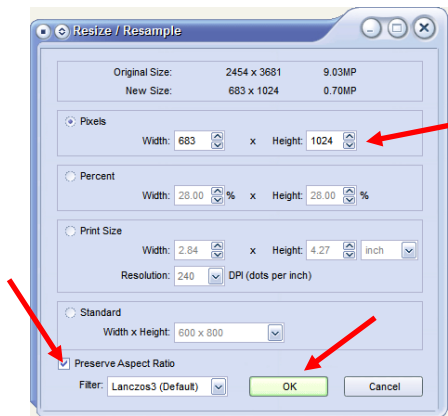 Resize / Resample
Original Size: 2454 x 3681 9.03MP
New Size: 683 x 1024 0.70MP
Pixels
Width: 683 x Height: 1024
Percent
Width: 28.00 % x Height: 28.00 %
Print Size
Width: 2.84 x Height: 4.27 inch
Resolution: 240 DPI (dots per inch)
Standard
Width x Height: 600 x 800
Preserve Aspect Ratio
Filter: Lanczos3 (Default) OK Cancel